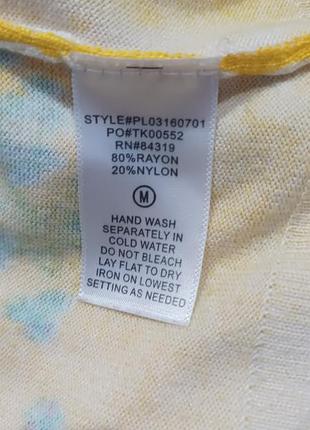 STYLE#PL03160701
PO#TK00552
RN#84319
80%RAYON
20%NYLON
M
HAND WASH
SEPARATELY IN
COLD WATER
DO NOT BLEACH
LAY FLAT TO DRY
IRON ON LOWEST
SETTING AS NEEDED